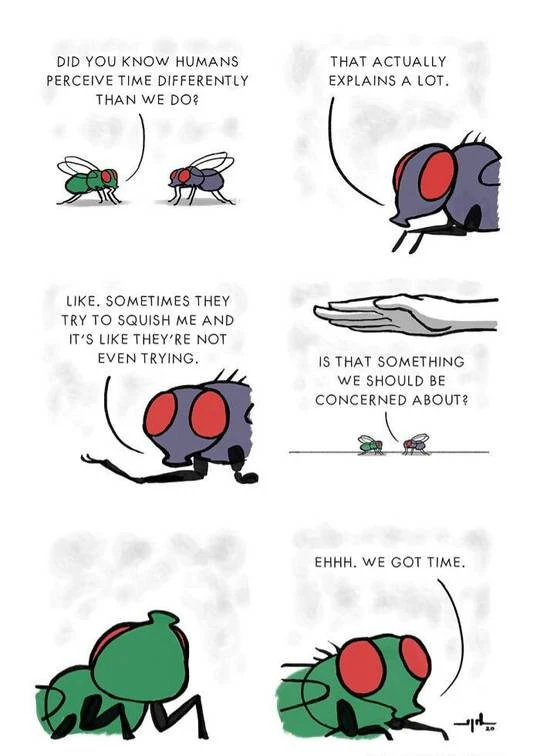 DID YOU KNOW HUMANS
PERCEIVE TIME DIFFERENTLY
THAN WE DO?
THAT ACTUALLY
EXPLAINS A LOT.
LIKE. SOMETIMES THEY
TRY TO SQUISH ME AND
IT'S LIKE THEY'RE NOT
EVEN TRYING.
IS THAT SOMETHING
WE SHOULD BE
CONCERNED ABOUT?
EHHH. WE GOT TIME.
20